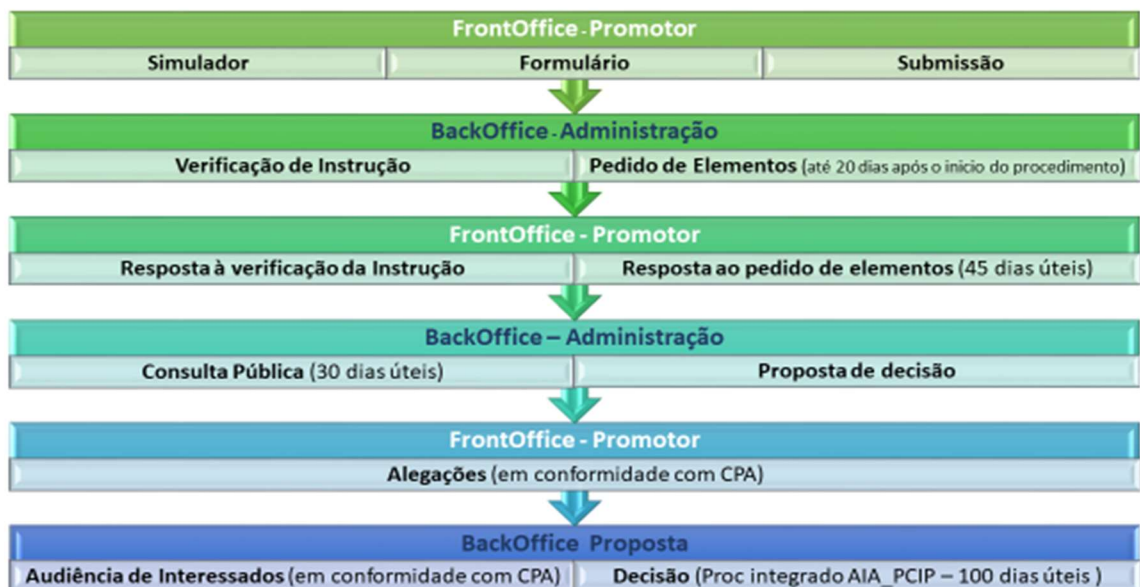 FrontOffice - Promotor
Simulador
Formulário
Submissão
BackOffice - Administração
Verificação de Instrução
Pedido de Elementos (até 20 dias após o inicio do procedimento)
FrontOffice - Promotor
Resposta à verificação da Instrução
Resposta ao pedido de elementos (45 dias úteis)
BackOffice – Administração
Consulta Pública (30 dias úteis)
Proposta de decisão
FrontOffice - Promotor
Alegações (em conformidade com CPA)
BackOffice Proposta
Audiência de Interessados (em conformidade com CPA)
Decisão (Proc integrado AIA_PCIP – 100 dias úteis )